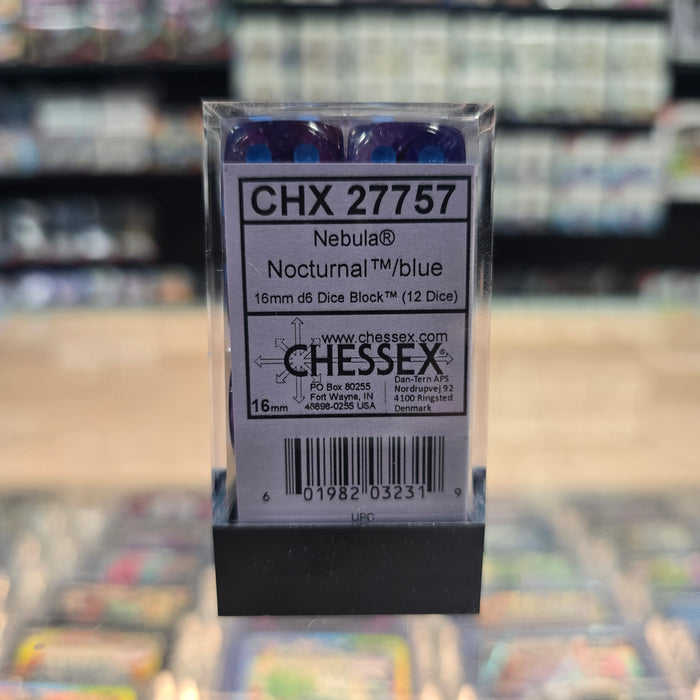 CHX 27757
Nebula®
Nocturnal™/blue
16mm d6 Dice Block™ (12 Dice)
www.chessex.com
CHESSEX®
PO Box 80255
Fort Wayne, IN
46898-0255 USA
Dan-Tern APS
Nordrupvej 92
4100 Ringsted
Denmark
16mm
6 01982 03231 9
UPC